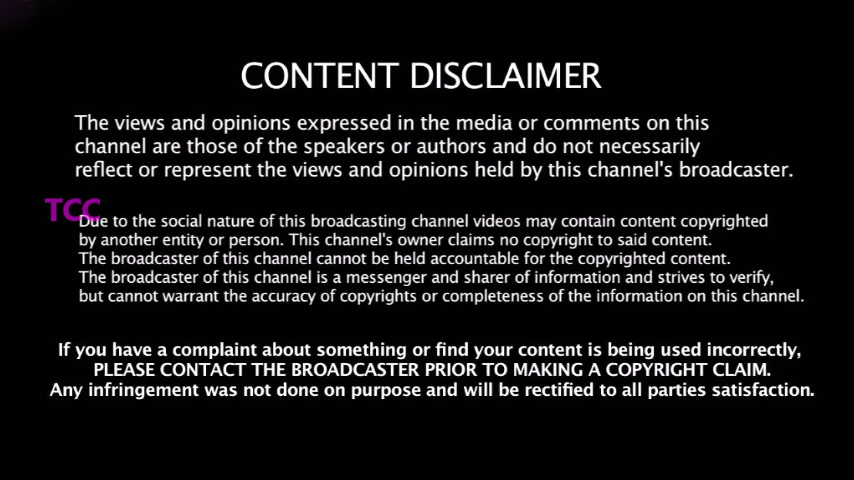 CONTENT DISCLAIMER
The views and opinions expressed in the media or comments on this
channel are those of the speakers or authors and do not necessarily
reflect or represent the views and opinions held by this channel's broadcaster.
TCC
Due to the social nature of this broadcasting channel videos may contain content copyrighted
by another entity or person. This channel's owner claims no copyright to said content.
The broadcaster of this channel cannot be held accountable for the copyrighted content.
The broadcaster of this channel is a messenger and sharer of information and strives to verify,
but cannot warrant the accuracy of copyrights or completeness of the information on this channel.
If you have a complaint about something or find your content is being used incorrectly,
PLEASE CONTACT THE BROADCASTER PRIOR TO MAKING A COPYRIGHT CLAIM.
Any infringement was not done on purpose and will be rectified to all parties satisfaction.